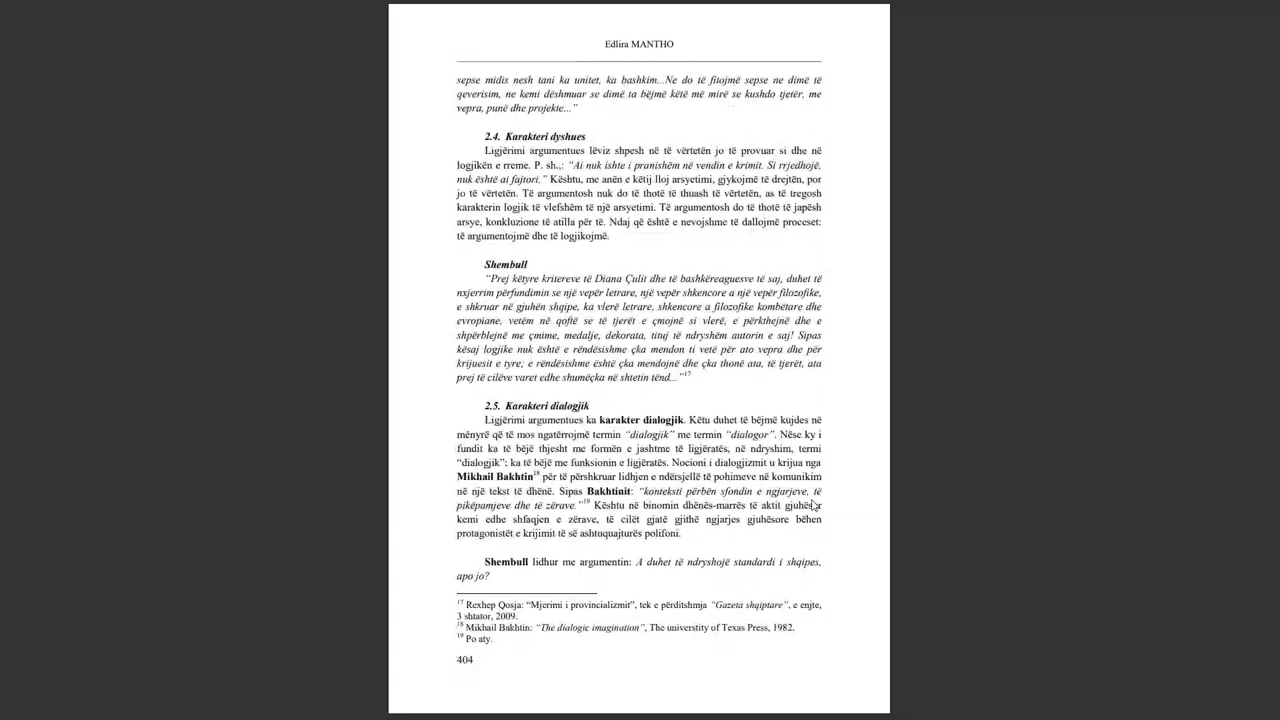 Edlira MANTHO
sepse midis nesh tani ka unitet, ka bashkim...Ne do të fitojmë sepse ne dimë të
qeverisim, ne kemi dëshmuar se dimë ta bëjmë këtë më mirë se kushdo tjetër, me
vepra, punë dhe projekte..."
2.4. Karakteri dyshues
Ligjërimi argumentues lëviz shpesh në të vërtetën jo të provuar si dhe në
logjikën e rreme. P. sh.,: “Ai nuk ishte i pranishëm në vendin e krimit. Si rrjedhojë,
nuk është ai fajtori.” Kështu, me anën e këtij lloj arsyetimi, gjykojmë të drejtën, por
jo të vërtetën. Të argumentosh nuk do të thotë të thuash të vërtetën, as të tregosh
karakterin logjik të vlefshëm të një arsyetimi. Të argumentosh do të thotë të japësh
arsye, konkluzione të atilla për të. Ndaj që është e nevojshme të dallojmë proceset:
të argumentojmë dhe të logjikojmë.
Shembull
“Prej këtyre kritereve të Diana Çulit dhe të bashkëreaguesve të saj, duhet të
nxjerrim përfundimin se një vepër letrare, një vepër shkencore a një vepër filozofike,
e shkruar në gjuhën shqipe, ka vlerë letrare, shkencore a filozofike kombëtare dhe
evropiane, vetëm në qoftë se të tjerët e çmojnë si vlerë, e përkthejnë dhe e
shpërblejnë me çmime, medalje, dekorata, tituj të ndryshëm autorin e saj! Sipas
kësaj logjike nuk është e rëndësishme çka mendon ti vetë për ato vepra dhe për
krijuesit e tyre; e rëndësishme është çka mendojnë dhe çka thonë ata, të tjerët, ata
prej të cilëve varet edhe shumëçka në shtetin tënd...”17
2.5. Karakteri dialogjik
Ligjërimi argumentues ka karakter dialogjik. Këtu duhet të bëjmë kujdes në
mënyrë që të mos ngatërrojmë termin “dialogjik” me termin “dialogor”. Nëse ky i
fundit ka të bëjë thjesht me formën e jashtme të ligjëratës, në ndryshim, termi
“dialogjik”; ka të bëjë me funksionin e ligjëratës. Nocioni i dialogjizmit u krijua nga
Mikhail Bakhtin18 për të përshkruar lidhjen e ndërsjellë të pohimeve në komunikim
në një tekst të dhënë. Sipas Bakhtinit: “konteksti përbën sfondin e ngjarjeve, të
pikëpamjeve dhe të zërave.”19 Kështu në binomin dhënës-marrës të aktit gjuhësor
kemi edhe shfaqjen e zërave, të cilët gjatë gjithë ngjarjes gjuhësore bëhen
protagonistët e krijimit të së ashtuquajturës polifoni.
Shembull lidhur me argumentin: A duhet të ndryshojë standardi i shqipes,
apo jo?
17 Rexhep Qosja: “Mjerimi i provincializmit”, tek e përditshmja “Gazeta shqiptare”, e enjte,
3 shtator, 2009.
18 Mikhail Bakhtin: “The dialogic imagination”, The universtity of Texas Press, 1982.
19 Po aty.
404